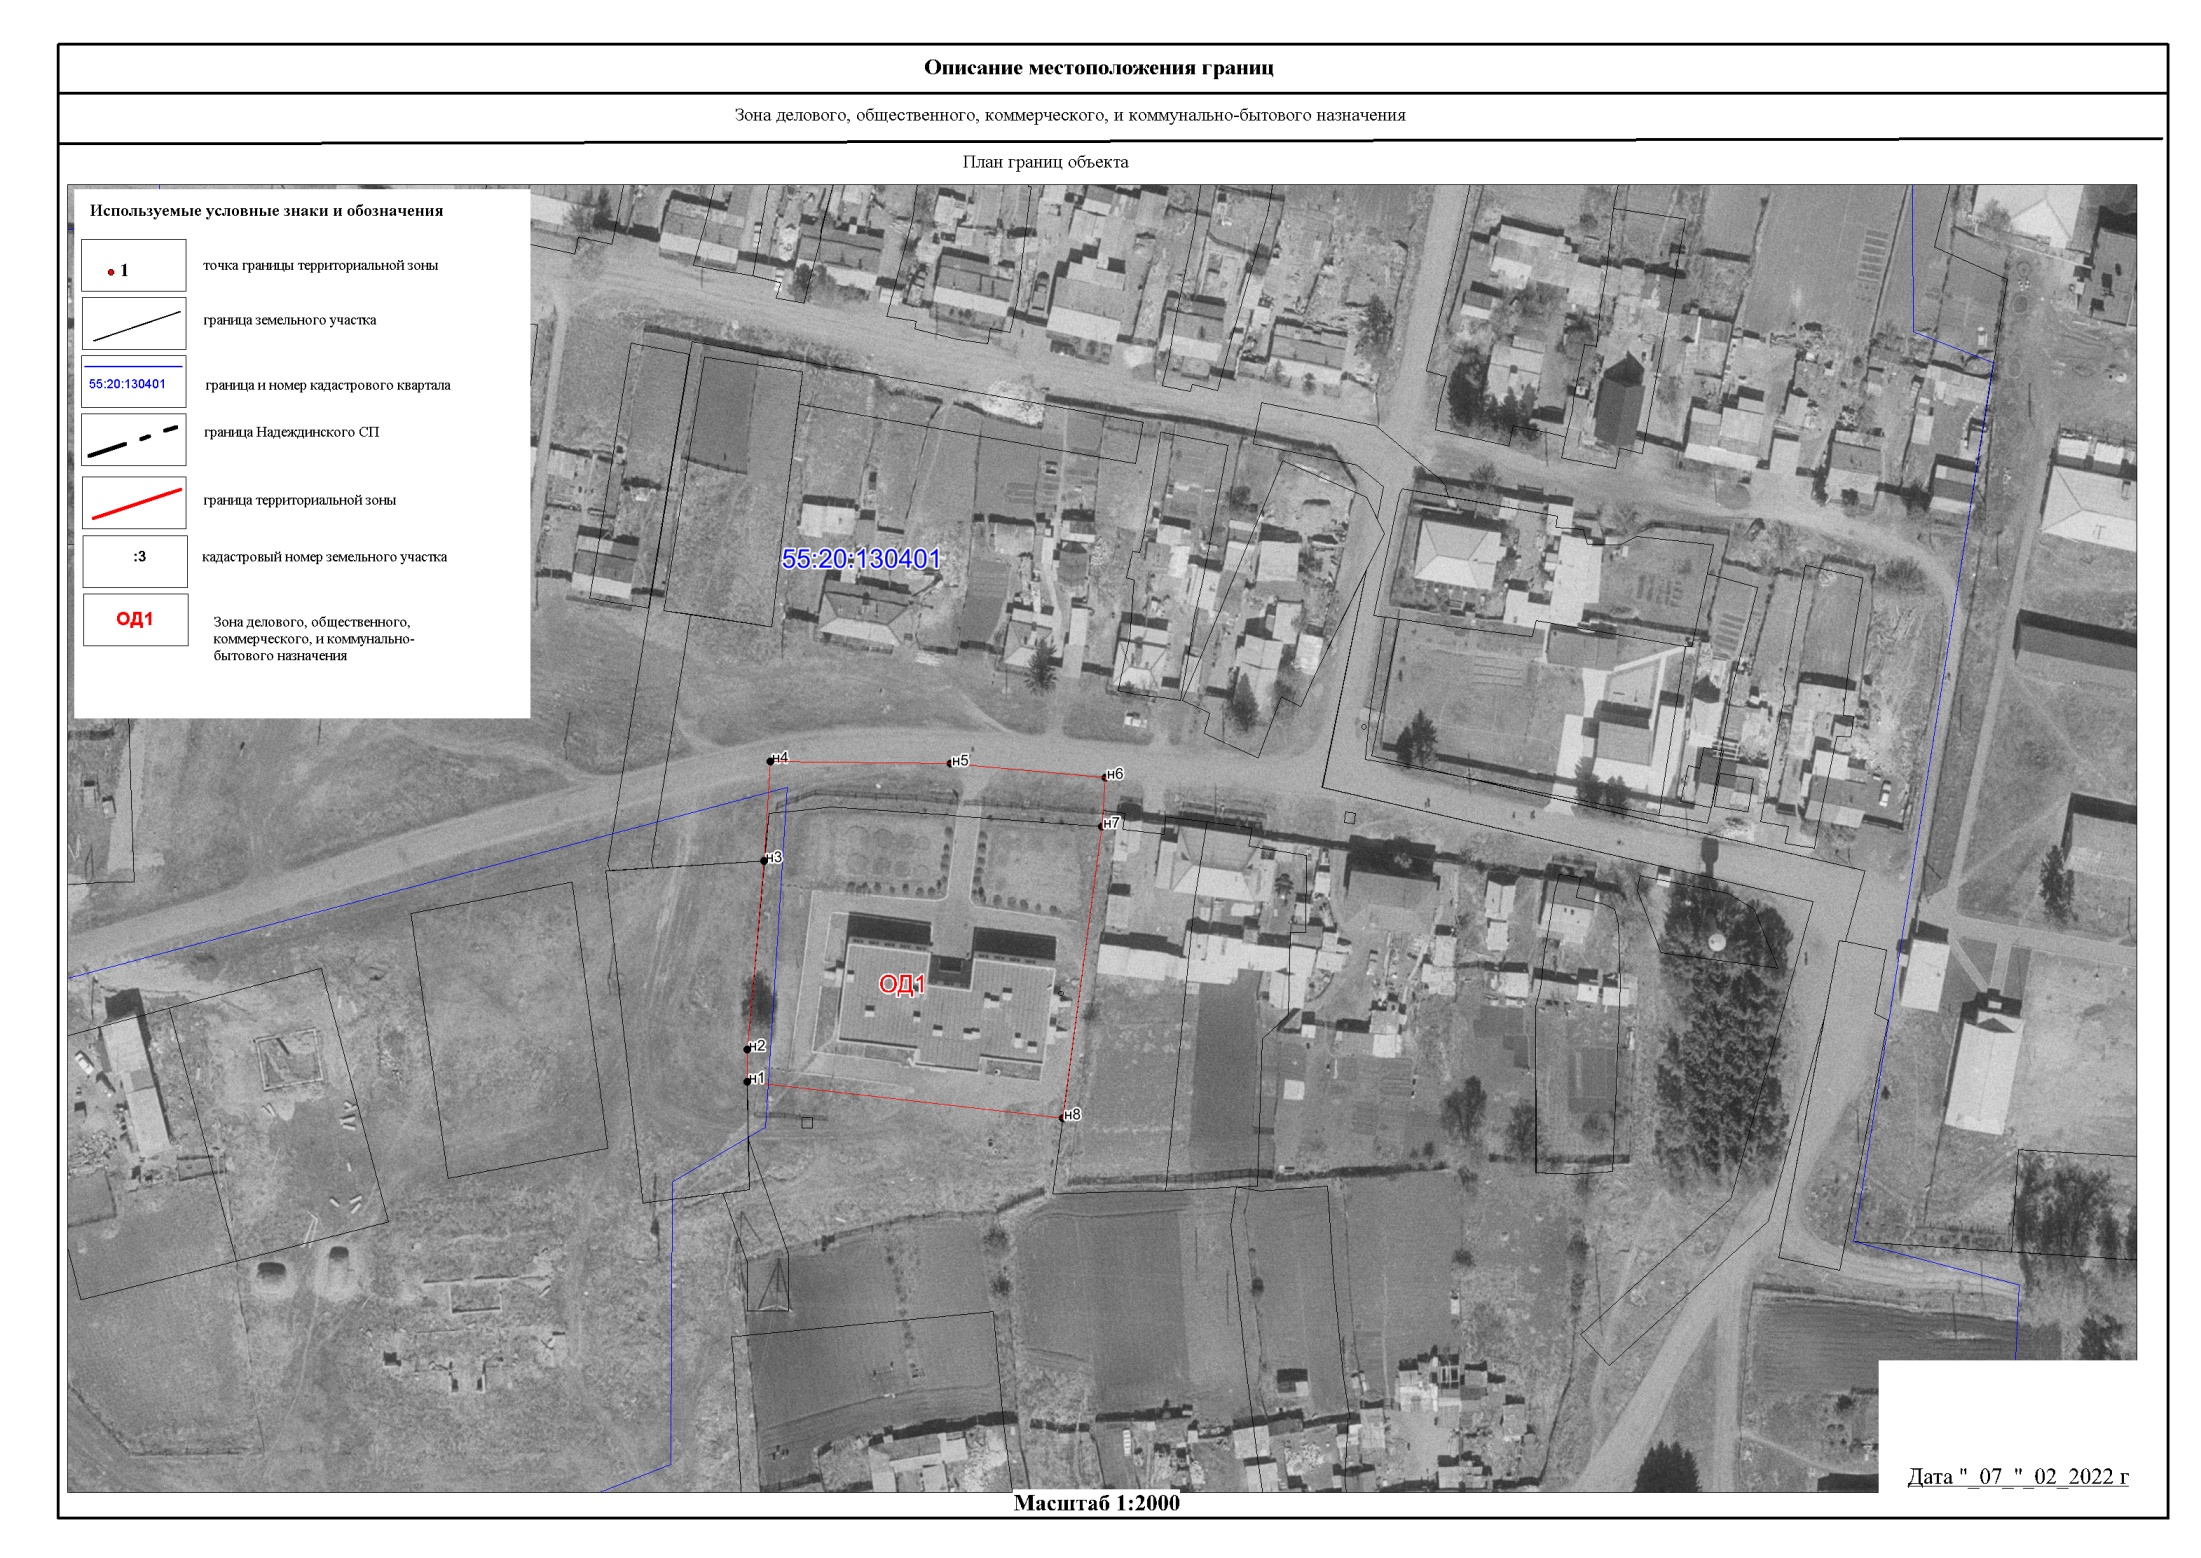 Описание местоположения границ
Зона делового, общественного, коммерческого, и коммунально-бытового назначения
План границ объекта
Используемые условные знаки и обозначения
1
точка границы территориальной зоны
граница земельного участка
55:20:130401
граница и номер кадастрового квартала
граница Надеждинского СП
граница территориальной зоны
:3
кадастровый номер земельного участка
ОД1
Зона делового, общественного,
коммерческого, и коммунально-
бытового назначения
55:20:130401
н4
н5
н6
н7
н3
ОД1
н2
н1
н8
Дата "_07_"_02_2022 г
Масштаб 1:2000